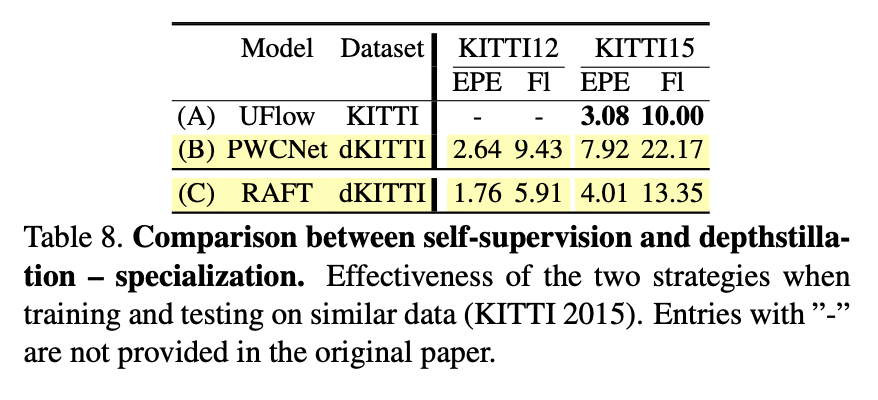 Model Dataset KITTI12 KITTI15
EPE Fl EPE Fl
(A) UFlow KITTI - - 3.08 10.00
(B) PWCNet dKITTI 2.64 9.43 7.92 22.17
(C) RAFT dKITTI 1.76 5.91 4.01 13.35
Table 8. Comparison between self-supervision and depthstilla-
tion – specialization. Effectiveness of the two strategies when
training and testing on similar data (KITTI 2015). Entries with ”-”
are not provided in the original paper.